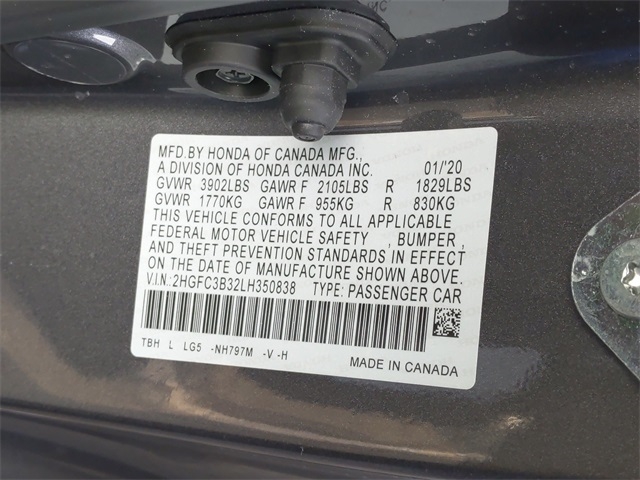 MFD.BY HONDA OF CANADA MFG.,
A DIVISION OF HONDA CANADA INC. 01/'20
GVWR 3902LBS GAWR F 2105LBS R 1829LBS
GVWR 1770KG GAWR F 955KG R 830KG
THIS VEHICLE CONFORMS TO ALL APPLICABLE
FEDERAL MOTOR VEHICLE SAFETY , BUMPER ,
AND THEFT PREVENTION STANDARDS IN EFFECT
ON THE DATE OF MANUFACTURE SHOWN ABOVE.
V.I.N.:2HGFC3B32LH350838 TYPE: PASSENGER CAR
TBH L LG5 -NH797M -V -H
MADE IN CANADA